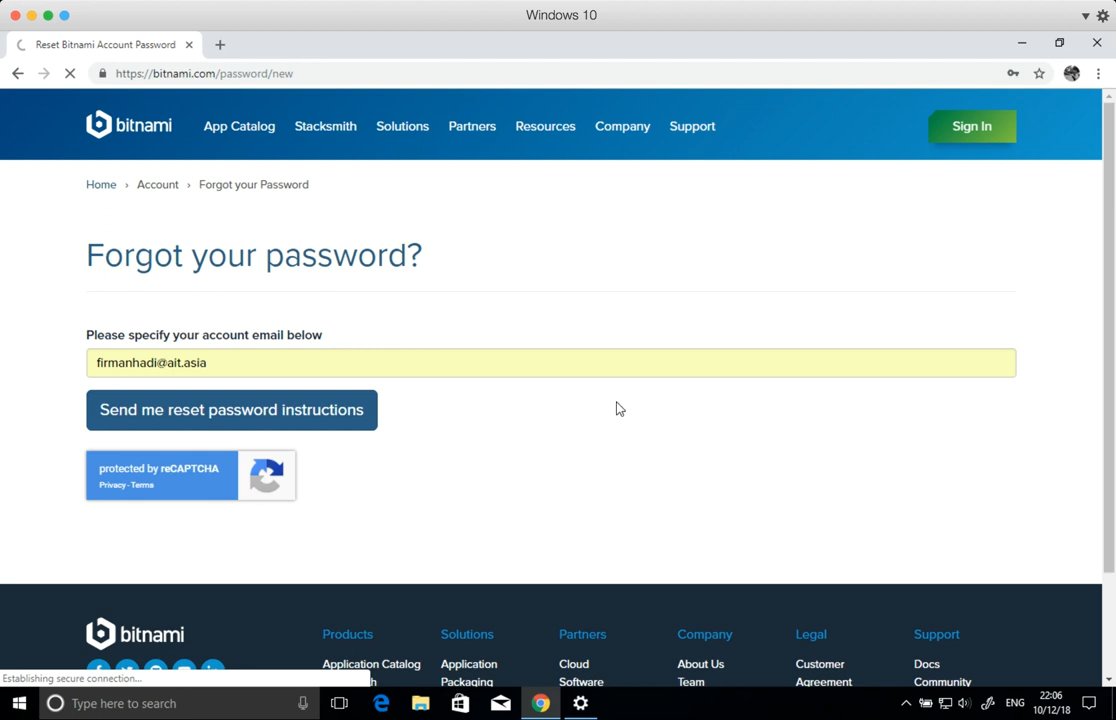 Windows 10
Reset Bitnami Account Password
https://bitnami.com/password/new
bitnami App Catalog Stacksmith Solutions Partners Resources Company Support Sign In
Home › Account › Forgot your Password
Forgot your password?
Please specify your account email below
firmanhadi@ait.asia
Send me reset password instructions
protected by reCAPTCHA
Privacy - Terms
bitnami
Products Solutions Partners Company Legal Support
Application Catalog Application Cloud About Us Customer Docs
Packaging Software Team Agreement Community
Establishing secure connection...
Type here to search
ENG
22:06
10/12/18